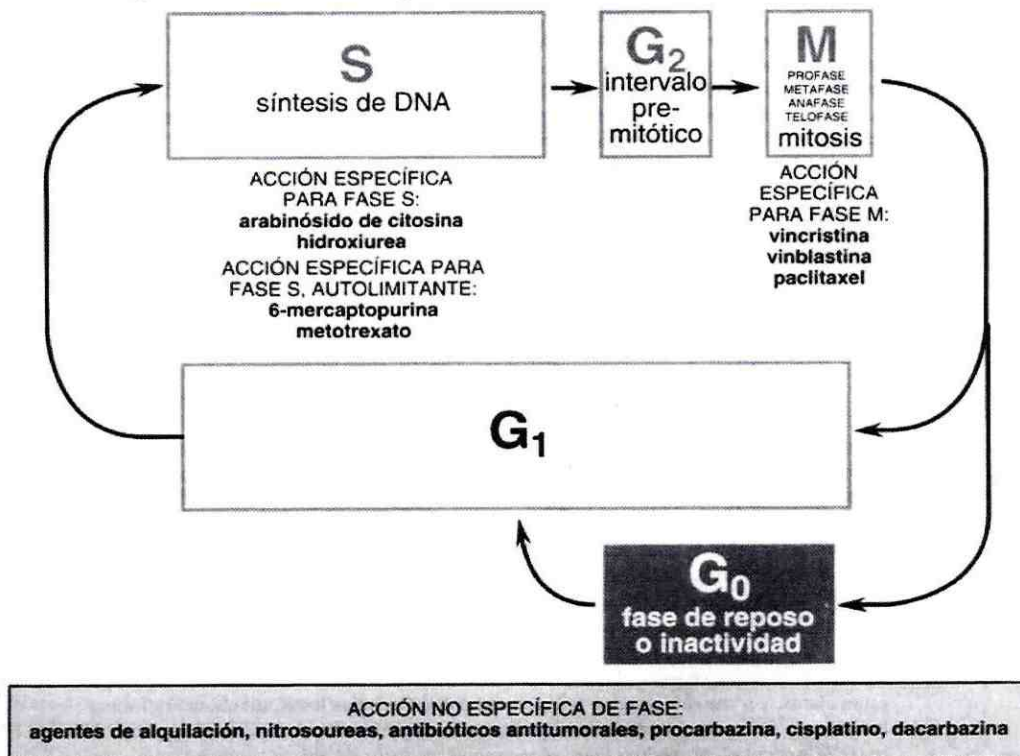 S
síntesis de DNA
G₂
intervalo
pre-
mitótico
M
PROFASE
METAFASE
ANAFASE
TELOFASE
mitosis
ACCIÓN ESPECÍFICA
PARA FASE S:
arabinósido de citosina
hidroxiurea
ACCIÓN ESPECÍFICA PARA
FASE S, AUTOLIMITANTE:
6-mercaptopurina
metotrexato
ACCIÓN
ESPECÍFICA
PARA FASE M:
vincristina
vinblastina
paclitaxel
G₁
G₀
fase de reposo
o inactividad
ACCIÓN NO ESPECÍFICA DE FASE:
agentes de alquilación, nitrosoureas, antibióticos antitumorales, procarbazina, cisplatino, dacarbazina